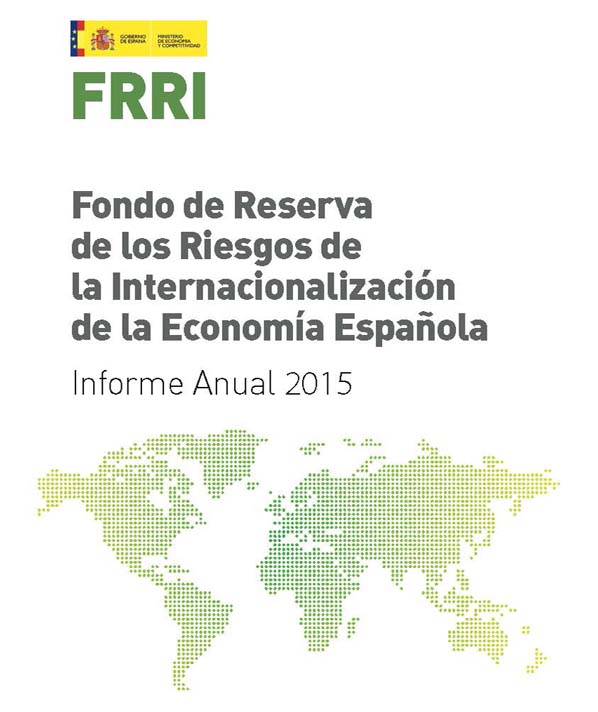 GOBIERNO
DE ESPAÑA
MINISTERIO
DE ECONOMÍA
Y COMPETITIVIDAD
FRRI
Fondo de Reserva
de los Riesgos de
la Internacionalización
de la Economía Española
Informe Anual 2015